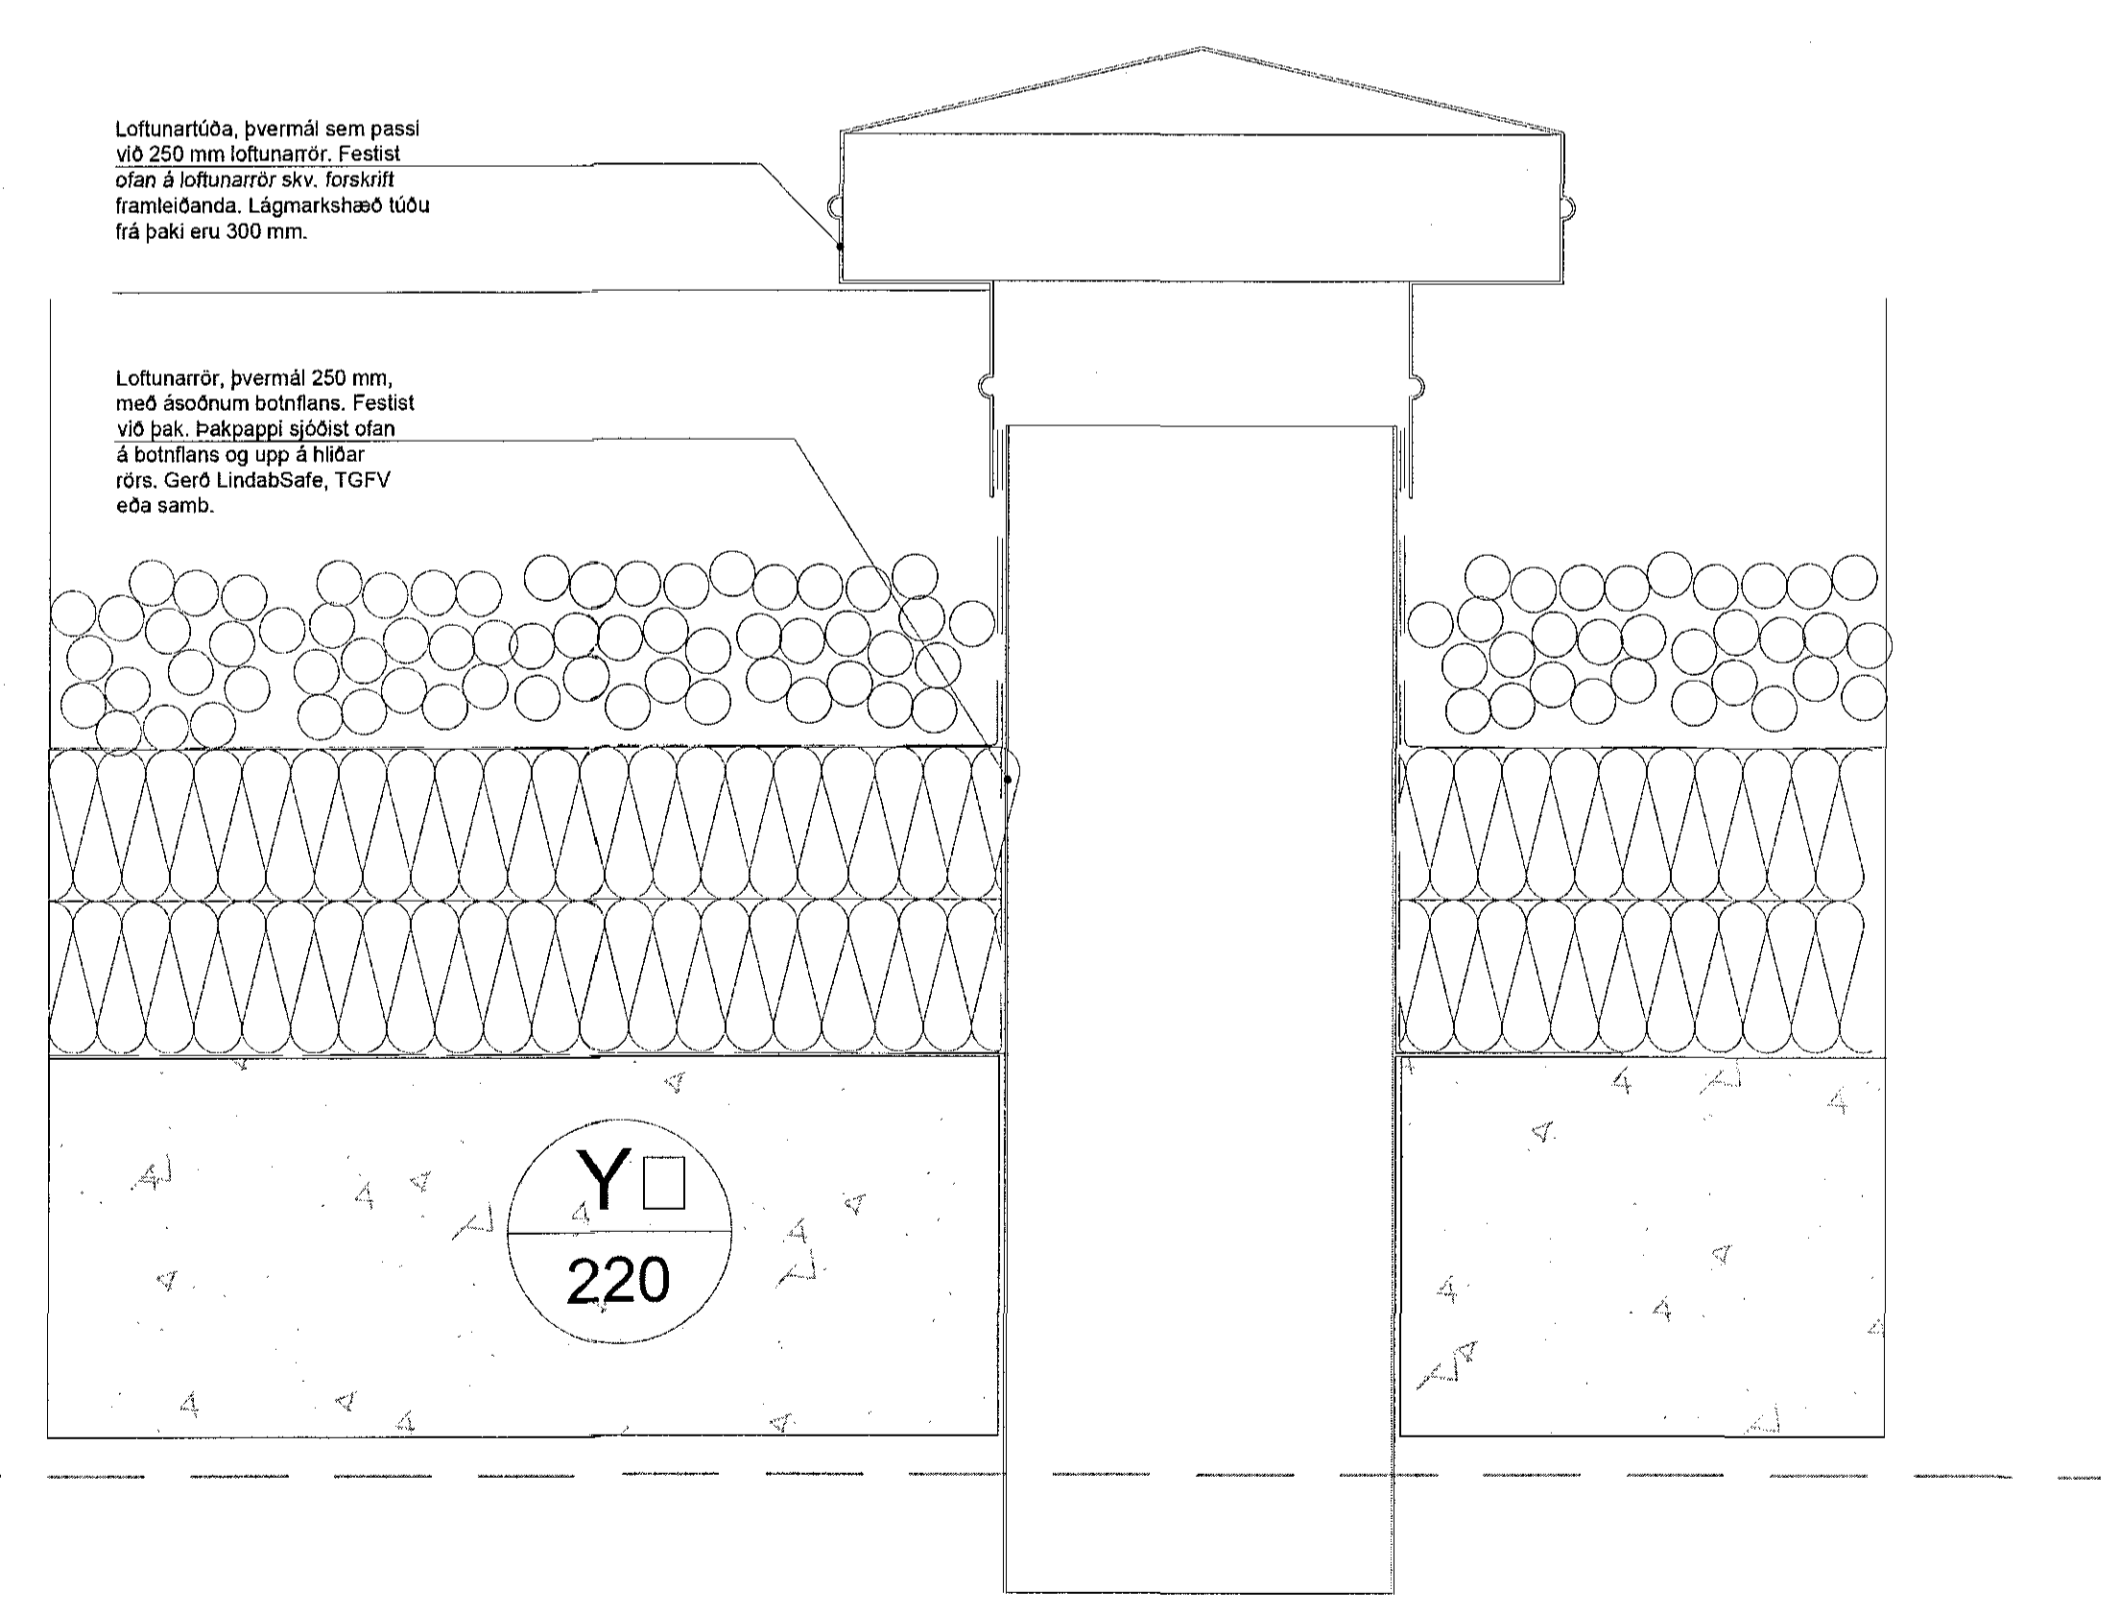 Loftunartúða, þvermál sem passi
við 250 mm loftunarrör. Festist
ofan á loftunarrör skv. forskrift
framleiðanda. Lágmarkshæð túðu
frá þaki eru 300 mm.
Loftunarrör, þvermál 250 mm,
með ásoðnum botnflans. Festist
við þak. Þakpappi sjóðist ofan
á botnflans og upp á hliðar
rörs. Gerð LindabSafe, TGFV
eða samb.
Y□
220